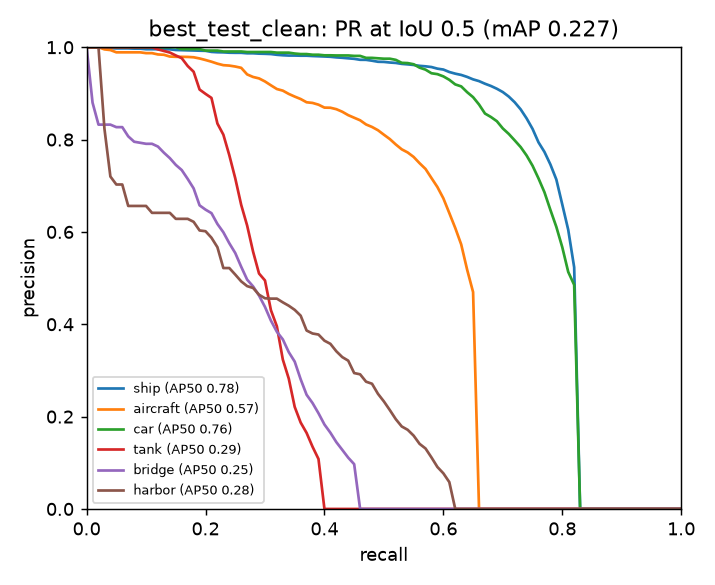 best_test_clean: PR at IoU 0.5 (mAP 0.227)
1.0
0.8
0.6
0.4
0.2
0.0
precision
ship (AP50 0.78)
aircraft (AP50 0.57)
car (AP50 0.76)
tank (AP50 0.29)
bridge (AP50 0.25)
harbor (AP50 0.28)
0.0 0.2 0.4 0.6 0.8 1.0
recall